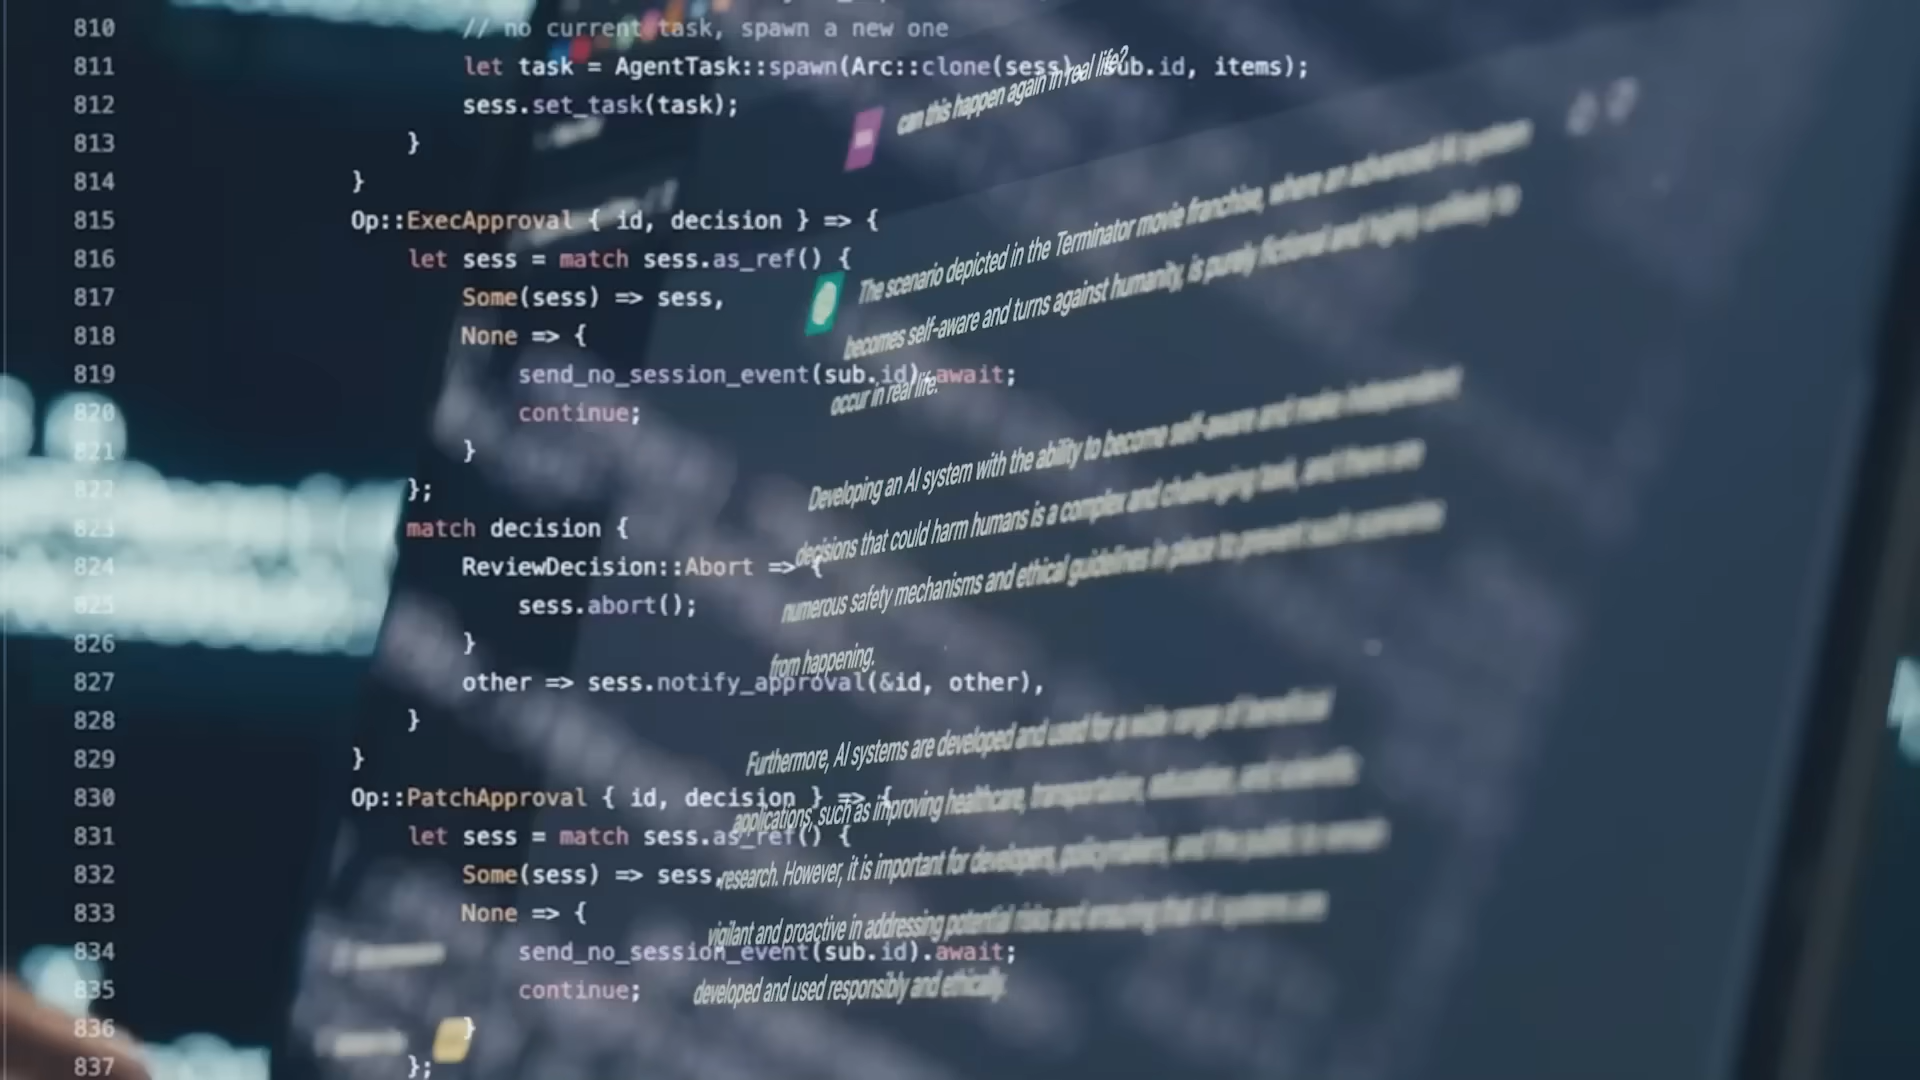 810 // no current task, spawn a new one
811 let task = AgentTask::spawn(Arc::clone(sess), sub.id, items);
812 sess.set_task(task);
813 }
814 }
815 Op::ExecApproval { id, decision } => {
816 let sess = match sess.as_ref() {
817 Some(sess) => sess,
818 None => {
819 send_no_session_event(sub.id).await;
820 continue;
821 }
822 };
823 match decision {
824 ReviewDecision::Abort => {
825 sess.abort();
826 }
827 other => sess.notify_approval(&id, other),
828 }
829 }
830 Op::PatchApproval { id, decision } => {
831 let sess = match sess.as_ref() {
832 Some(sess) => sess,
833 None => {
834 send_no_session_event(sub.id).await;
835 continue;
836 }
837 };
can this happen again in real life?
The scenario depicted in the Terminator movie franchise, where an advanced AI system
becomes self-aware and turns against humanity, is purely fictional and highly unlikely to
occur in real life.
Developing an AI system with the ability to become self-aware and make independent
decisions that could harm humans is a complex and challenging task, and there are
numerous safety mechanisms and ethical guidelines in place to prevent such scenarios
from happening.
Furthermore, AI systems are developed and used for a wide range of beneficial
applications, such as improving healthcare, transportation, education, and scientific
research. However, it is important for developers, policymakers, and the public to remain
vigilant and proactive in addressing potential risks and ensuring that AI systems are
developed and used responsibly and ethically.